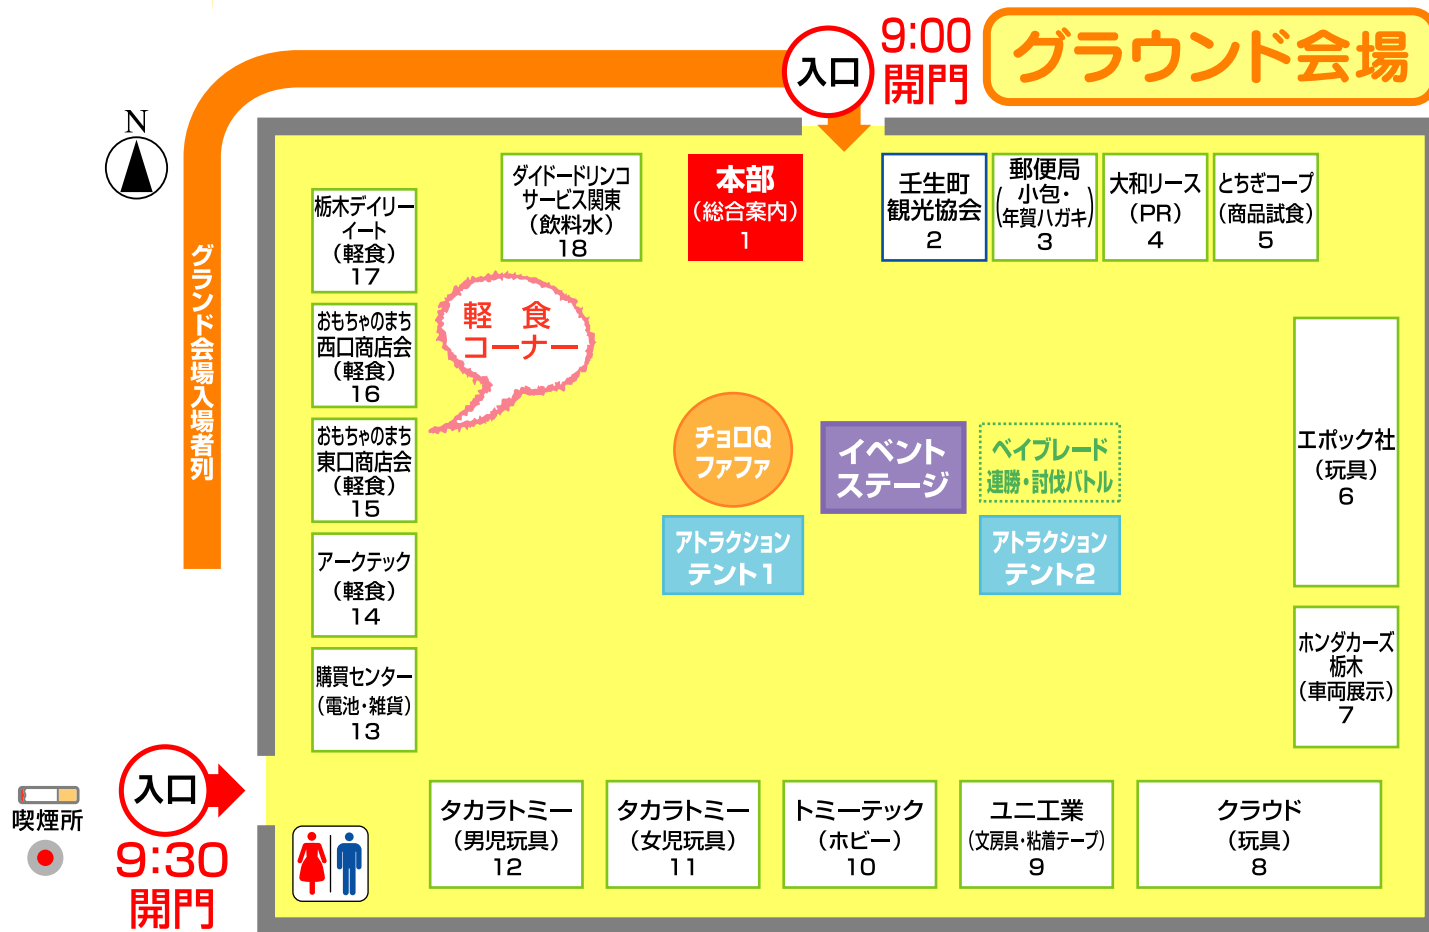 グラウンド会場
9:00
開門
入口
N
グランド会場入場者列
本部
(総合案内)
1
壬生町
観光協会
2
郵便局
(小包・
年賀ハガキ)
3
大和リース
(PR)
4
とちぎコープ
(商品試食)
5
エポック社
(玩具)
6
ホンダカーズ
栃木
(車両展示)
7
クラウド
(玩具)
8
ユニ工業
(文房具・粘着テープ)
9
トミーテック
(ホビー)
10
タカラトミー
(女児玩具)
11
タカラトミー
(男児玩具)
12
購買センター
(電池・雑貨)
13
アークテック
(軽食)
14
おもちゃのまち
東口商店会
(軽食)
15
おもちゃのまち
西口商店会
(軽食)
16
栃木デイリー
イート
(軽食)
17
ダイドードリンコ
サービス関東
(飲料水)
18
軽食
コーナー
チョロQ
ファファ
イベント
ステージ
ベイブレード
連勝・討伐バトル
アトラクション
テント1
アトラクション
テント2
入口
9:30
開門
喫煙所